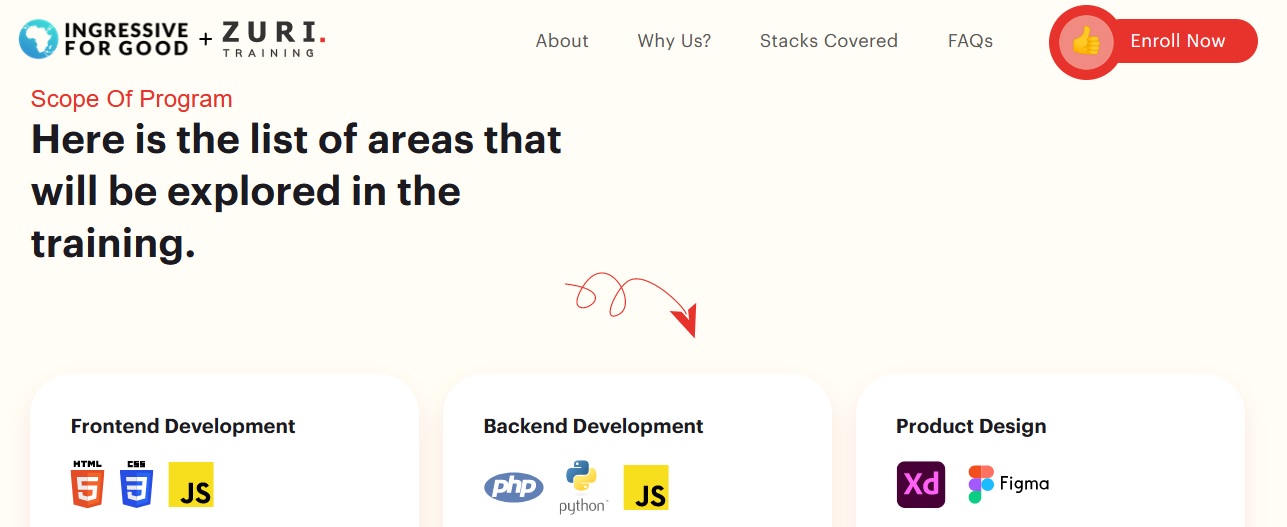 INGRESSIVE
FOR GOOD
+
ZURI.
TRAINING
About
Why Us?
Stacks Covered
FAQs
Enroll Now
Scope Of Program
Here is the list of areas that
will be explored in the
training.
Frontend Development
HTML
5
CSS
3
JS
Backend Development
php
python
JS
Product Design
Xd
Figma